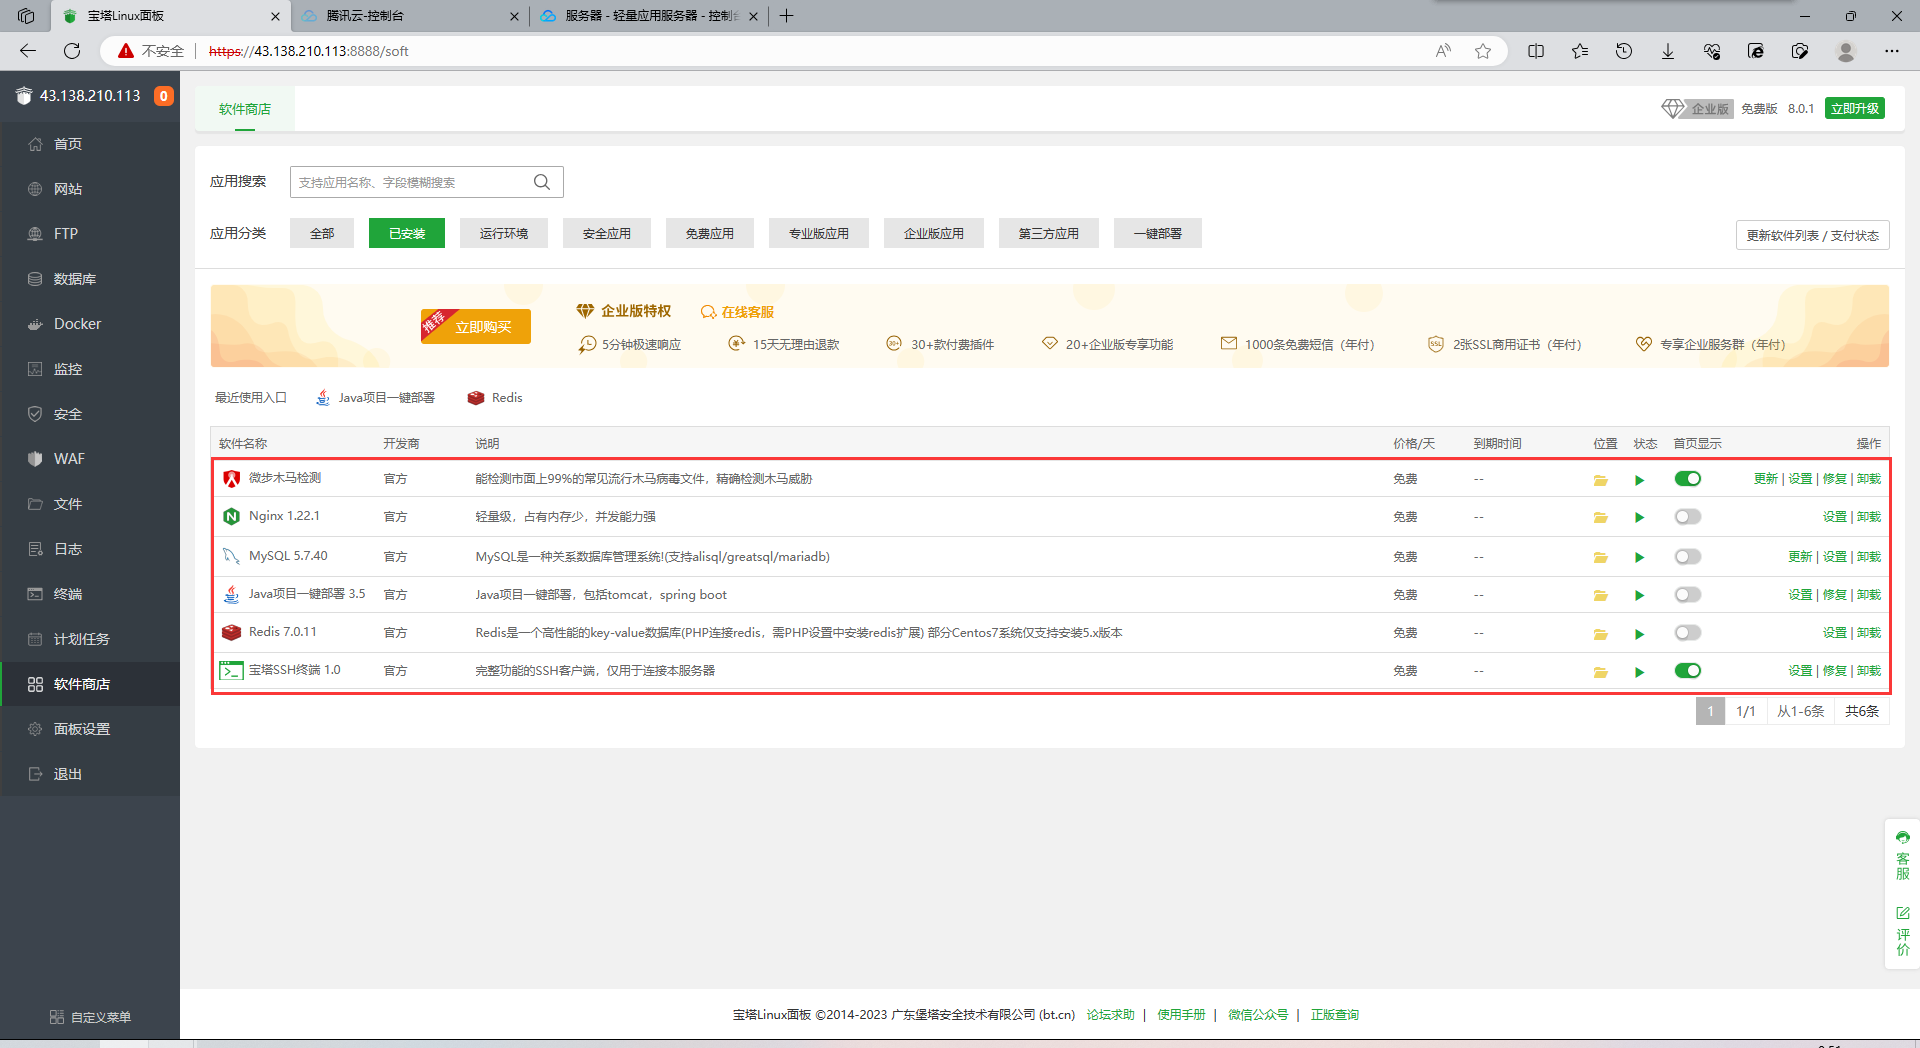 宝塔Linux面板
腾讯云-控制台
服务器 - 轻量应用服务器 - 控制台
不安全 https://43.138.210.113:8888/soft
43.138.210.113 0
首页
网站
FTP
数据库
Docker
监控
安全
WAF
文件
日志
终端
计划任务
软件商店
面板设置
退出
自定义菜单
软件商店
企业版 免费版 8.0.1 立即升级
应用搜索 支持应用名称、字段模糊搜索
应用分类 全部 已安装 运行环境 安全应用 免费应用 专业版应用 企业版应用 第三方应用 一键部署
更新软件列表 / 支付状态
推荐 立即购买
企业版特权 在线客服
5分钟极速响应 15天无理由退款 30+款付费插件 20+企业版专享功能 1000条免费短信（年付） 2张SSL商用证书（年付） 专享企业服务群（年付）
最近使用入口 Java项目一键部署 Redis
软件名称 开发商 说明 价格/天 到期时间 位置 状态 首页显示 操作
微步木马检测 官方 能检测市面上99%的常见流行木马病毒文件，精确检测木马威胁 免费 -- 更新 | 设置 | 修复 | 卸载
Nginx 1.22.1 官方 轻量级，占有内存少，并发能力强 免费 -- 设置 | 卸载
MySQL 5.7.40 官方 MySQL是一种关系数据库管理系统!(支持alisql/greatsql/mariadb) 免费 -- 更新 | 设置 | 卸载
Java项目一键部署 3.5 官方 Java项目一键部署，包括tomcat，spring boot 免费 -- 设置 | 修复 | 卸载
Redis 7.0.11 官方 Redis是一个高性能的key-value数据库(PHP连接redis，需PHP设置中安装redis扩展) 部分Centos7系统仅支持安装5.x版本 免费 -- 设置 | 卸载
宝塔SSH终端 1.0 官方 完整功能的SSH客户端，仅用于连接本服务器 免费 -- 设置 | 修复 | 卸载
1 1/1 从1-6条 共6条
客服
评价
宝塔Linux面板 ©2014-2023 广东堡塔安全技术有限公司 (bt.cn) 论坛求助 | 使用手册 | 微信公众号 | 正版查询